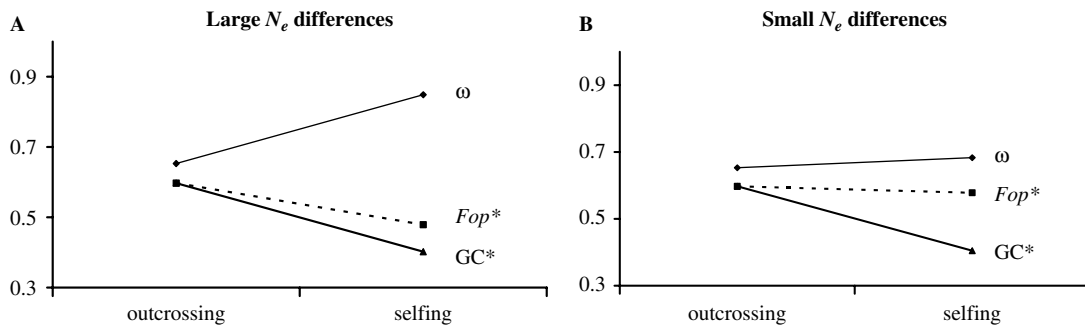 A
Large Ne differences
0.9
0.7
0.5
0.3
ω
Fop*
GC*
outcrossing
selfing
B
Small Ne differences
0.9
0.7
0.5
0.3
ω
Fop*
GC*
outcrossing
selfing